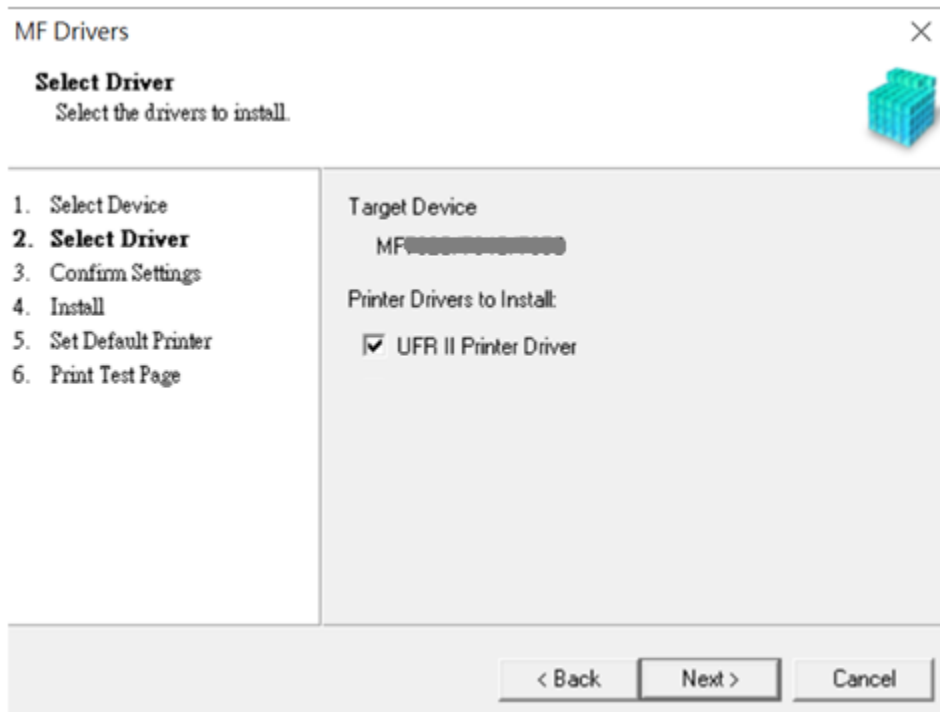 MF Drivers
Select Driver
Select the drivers to install.
1. Select Device
2. Select Driver
3. Confirm Settings
4. Install
5. Set Default Printer
6. Print Test Page
Target Device
MF
Printer Drivers to Install:
UFR II Printer Driver
< Back
Next >
Cancel